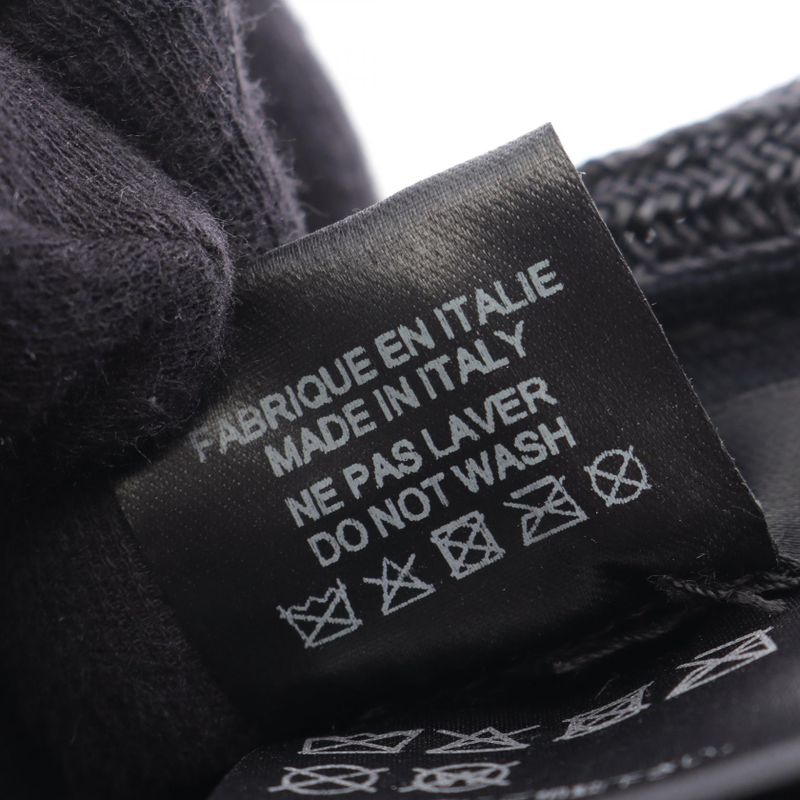 FABRIQUE EN ITALIE
MADE IN ITALY
NE PAS LAVER
DO NOT WASH